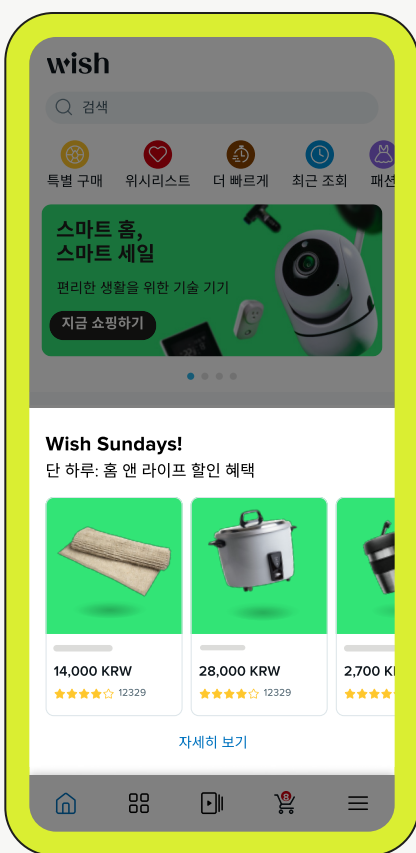 wish
검색
특별 구매 위시리스트 더 빠르게 최근 조회 패션
스마트 홈,
스마트 세일
편리한 생활을 위한 기술 기기
지금 쇼핑하기
Wish Sundays!
단 하루: 홈 앤 라이프 할인 혜택
14,000 KRW 28,000 KRW 2,700 K
12329 12329
자세히 보기
8